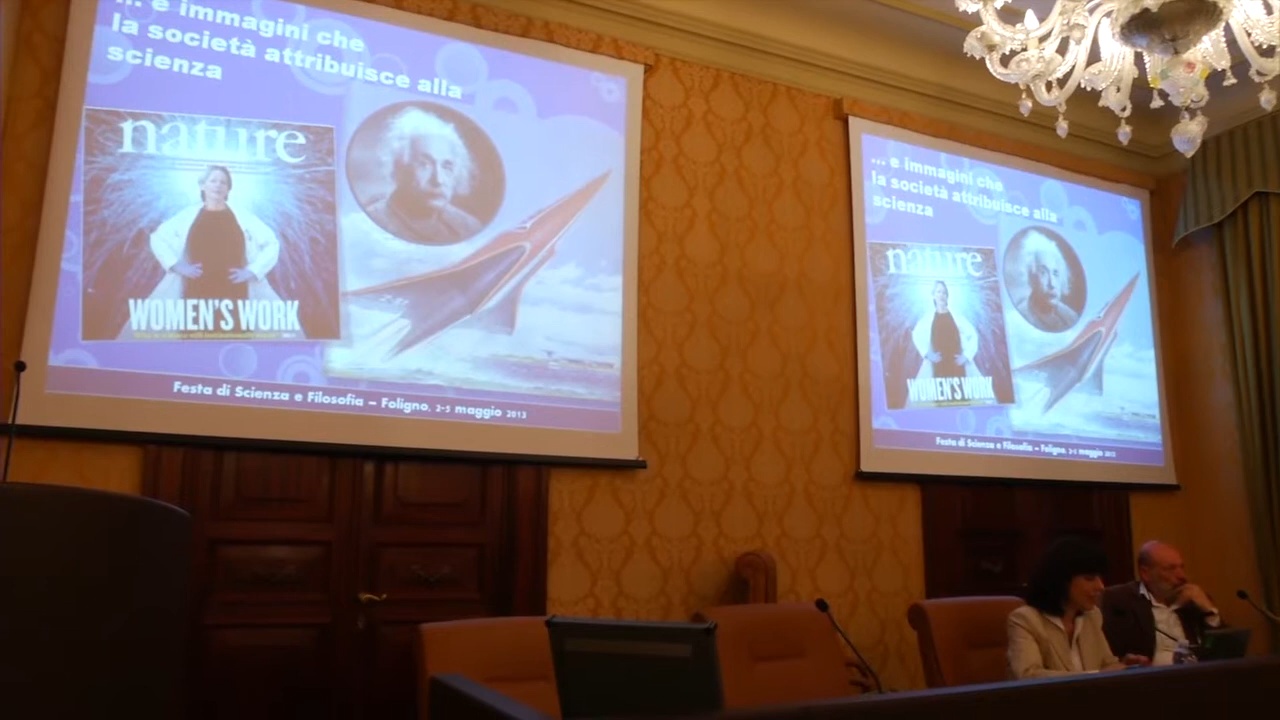 ... e immagini che
la società attribuisce alla
scienza
nature
WOMEN'S WORK
Festa di Scienza e Filosofia – Foligno, 2-5 maggio 2013
... e immagini che
la società attribuisce alla
scienza
nature
WOMEN'S WORK
Festa di Scienza e Filosofia – Foligno, 2-5 maggio 2013